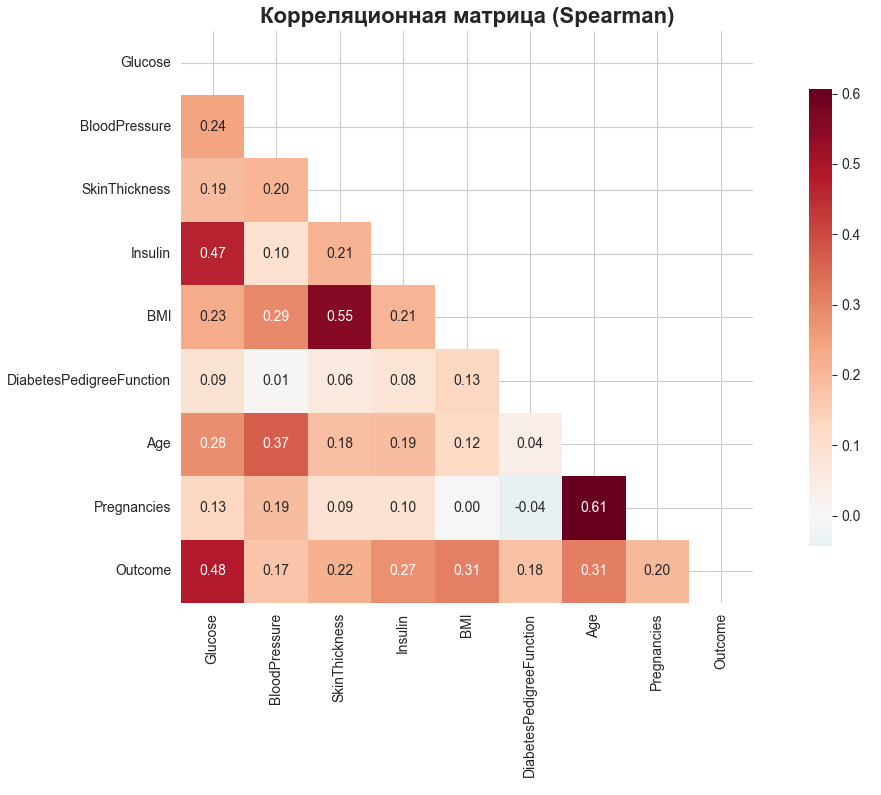 Корреляционная матрица (Spearman)
Glucose
BloodPressure
0.24
SkinThickness
0.19 0.20
Insulin
0.47 0.10 0.21
BMI
0.23 0.29 0.55 0.21
DiabetesPedigreeFunction
0.09 0.01 0.06 0.08 0.13
Age
0.28 0.37 0.18 0.19 0.12 0.04
Pregnancies
0.13 0.19 0.09 0.10 0.00 -0.04 0.61
Outcome
0.48 0.17 0.22 0.27 0.31 0.18 0.31 0.20
Glucose
BloodPressure
SkinThickness
Insulin
BMI
DiabetesPedigreeFunction
Age
Pregnancies
Outcome
0.6
0.5
0.4
0.3
0.2
0.1
0.0